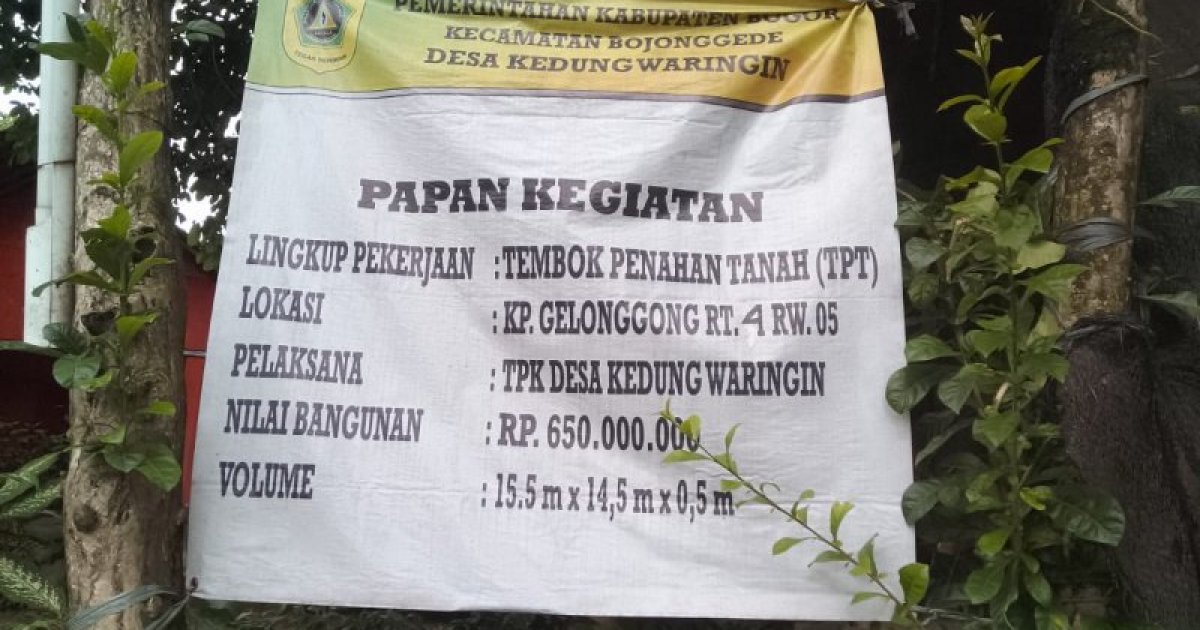 PEMERINTAHAN KABUPATEN BOGOR
KECAMATAN BOJONGGEDE
DESA KEDUNG WARINGIN
PAPAN KEGIATAN
LINGKUP PEKERJAAN : TEMBOK PENAHAN TANAH (TPT)
LOKASI : KP. GELONGGONG RT. 4 RW. 05
PELAKSANA : TPK DESA KEDUNG WARINGIN
NILAI BANGUNAN : RP. 650.000.000
VOLUME : 15.5 m x 14,5 m x 0,5 m